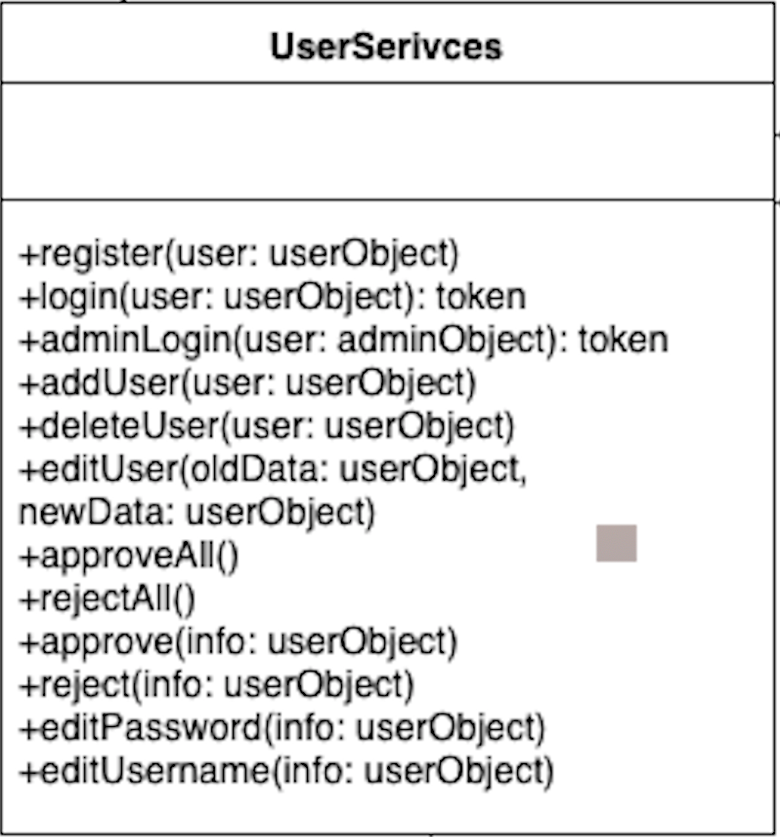 UserSerivces
+register(user: userObject)
+login(user: userObject): token
+adminLogin(user: adminObject): token
+addUser(user: userObject)
+deleteUser(user: userObject)
+editUser(oldData: userObject,
newData: userObject)
+approveAll()
+rejectAll()
+approve(info: userObject)
+reject(info: userObject)
+editPassword(info: userObject)
+editUsername(info: userObject)